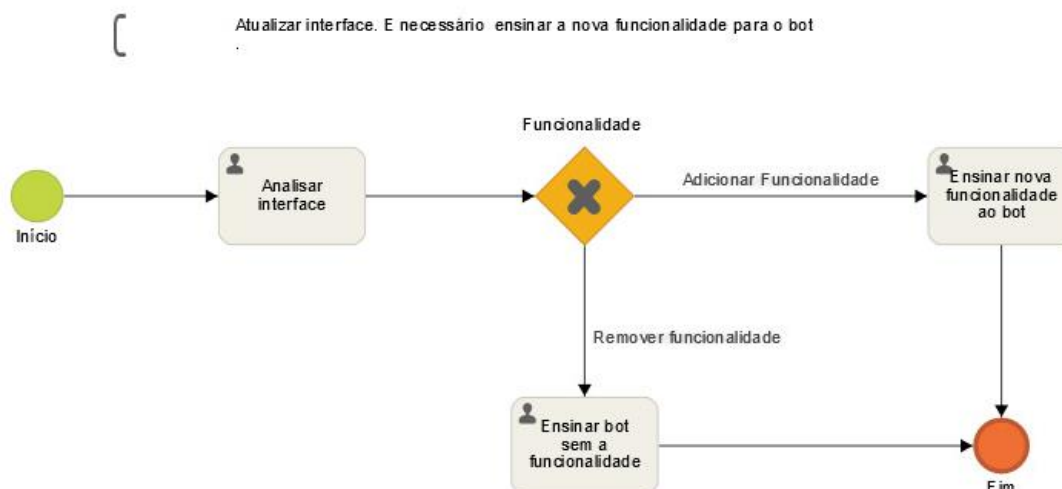 Atualizar interface. E necessário ensinar a nova funcionalidade para o bot
.
Funcionalidade
Analisar
interface
Adicionar Funcionalidade
Ensinar nova
funcionalidade
ao bot
Início
Remover funcionalidade
Ensinar bot
sem a
funcionalidade
Fim